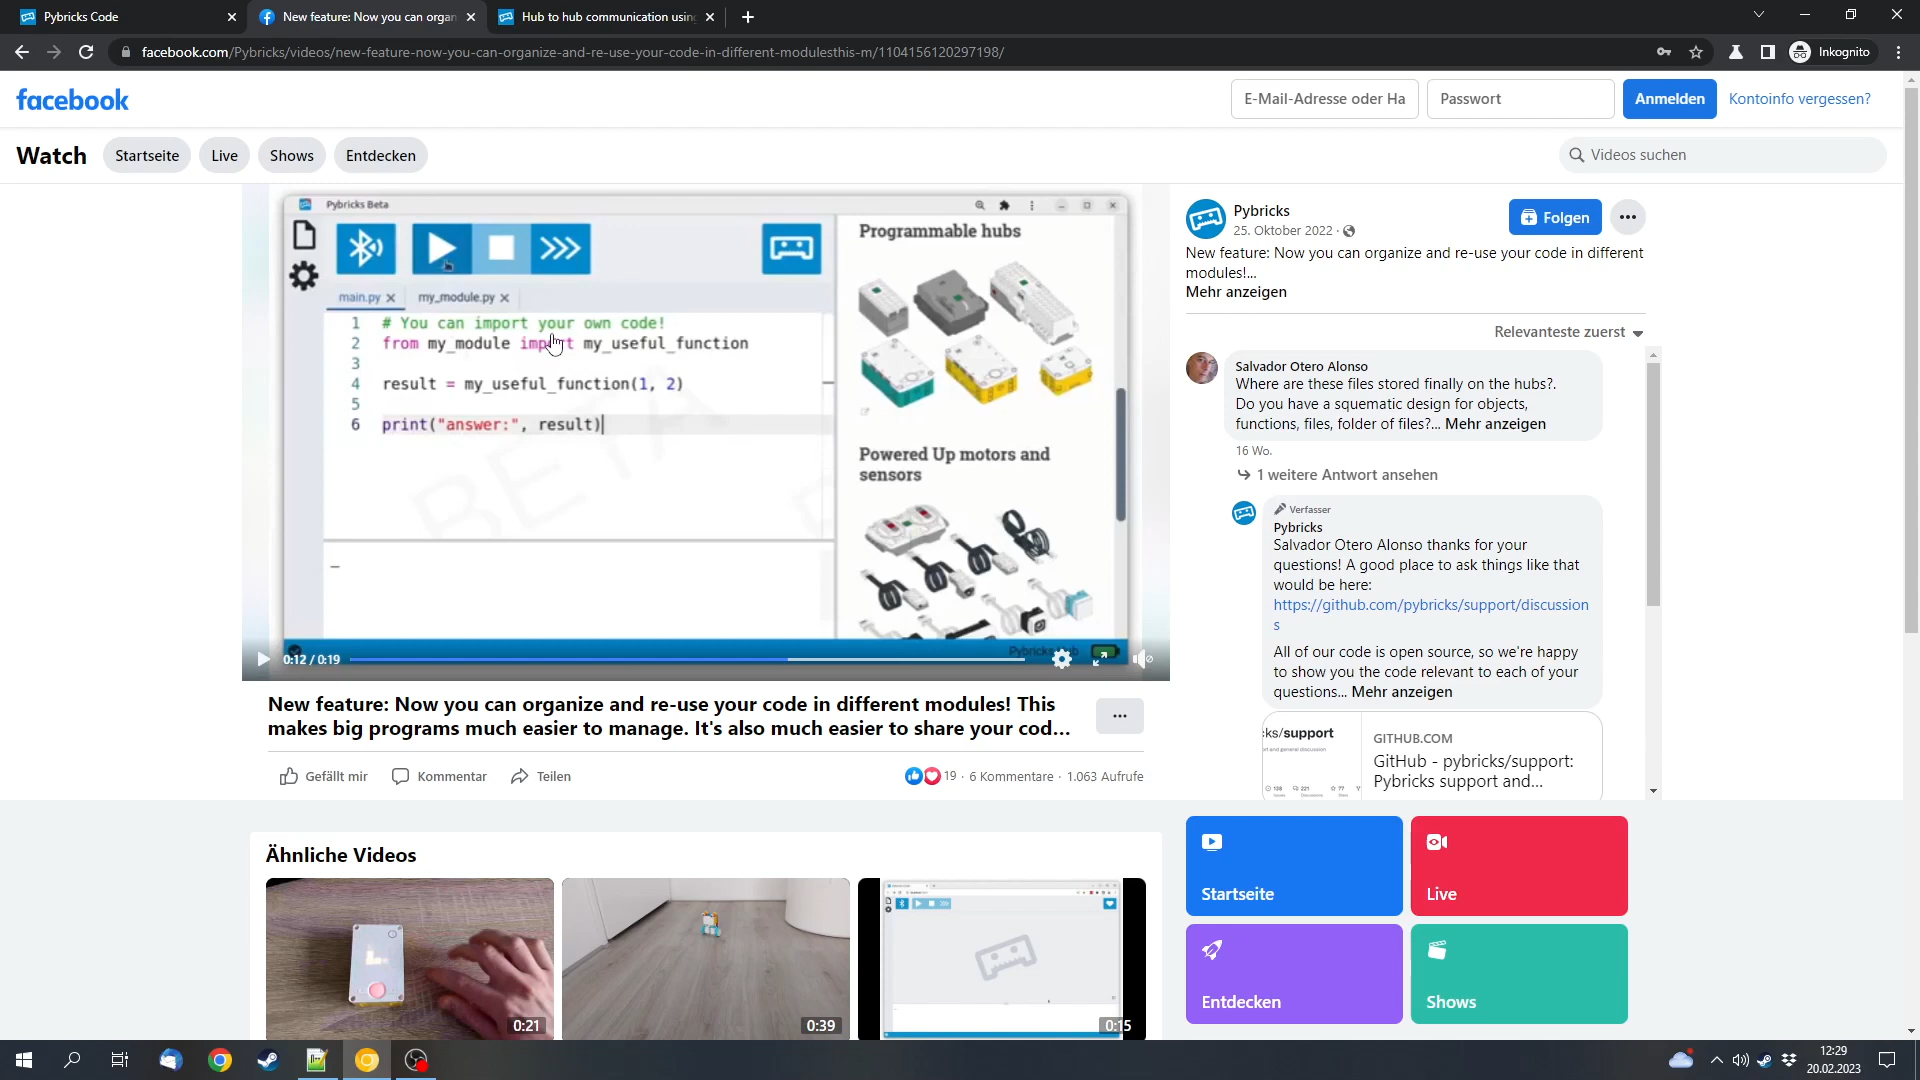 Pybricks Code
New feature: Now you can organ
Hub to hub communication usin
facebook.com/Pybricks/videos/new-feature-now-you-can-organize-and-re-use-your-code-in-different-modulesthis-m/1104156120297198/
Inkognito
facebook
E-Mail-Adresse oder Ha
Passwort
Anmelden
Kontoinfo vergessen?
Watch
Startseite
Live
Shows
Entdecken
Videos suchen
Pybricks Beta
main.py
my_module.py
1 # You can import your own code!
2 from my_module import my_useful_function
3
4 result = my_useful_function(1, 2)
5
6 print("answer:", result)
BETA
Programmable hubs
Powered Up motors and
sensors
Pybricks Hub
0:12 / 0:19
New feature: Now you can organize and re-use your code in different modules! This
makes big programs much easier to manage. It's also much easier to share your cod...
Gefällt mir
Kommentar
Teilen
19 · 6 Kommentare · 1.063 Aufrufe
Pybricks
25. Oktober 2022 ·
Folgen
New feature: Now you can organize and re-use your code in different
modules!...
Mehr anzeigen
Relevanteste zuerst
Salvador Otero Alonso
Where are these files stored finally on the hubs?.
Do you have a squematic design for objects,
functions, files, folder of files?... Mehr anzeigen
16 Wo.
1 weitere Antwort ansehen
Verfasser
Pybricks
Salvador Otero Alonso thanks for your
questions! A good place to ask things like that
would be here:
https://github.com/pybricks/support/discussion
s
All of our code is open source, so we're happy
to show you the code relevant to each of your
questions... Mehr anzeigen
ks/support
GITHUB.COM
GitHub - pybricks/support:
Pybricks support and...
Ähnliche Videos
0:21
0:39
0:15
Startseite
Live
Entdecken
Shows
12:29
20.02.2023